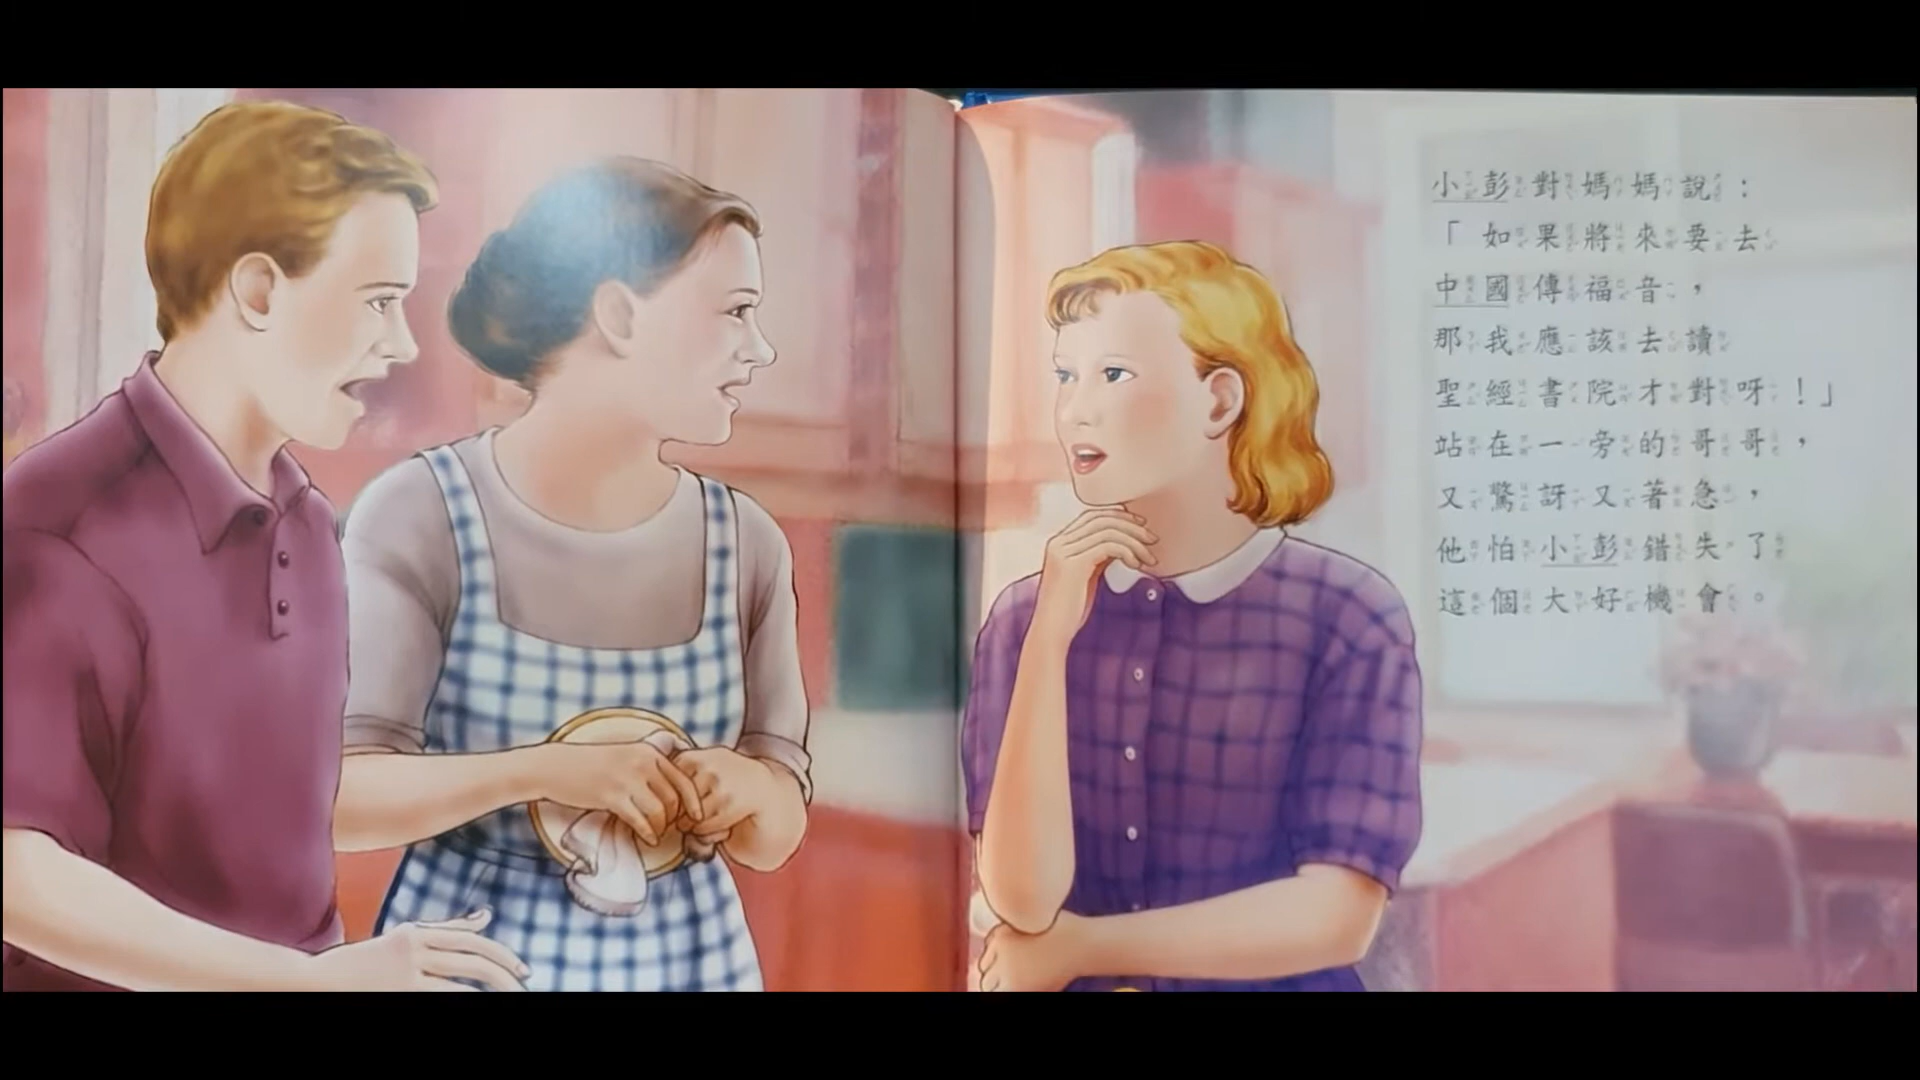 小彭對媽媽說：
「如果將來要去
中國傳福音，
那我應該去讀
聖經書院才對呀！」
站在一旁的哥哥，
又驚訝又著急，
他怕小彭錯失了
這個大好機會。